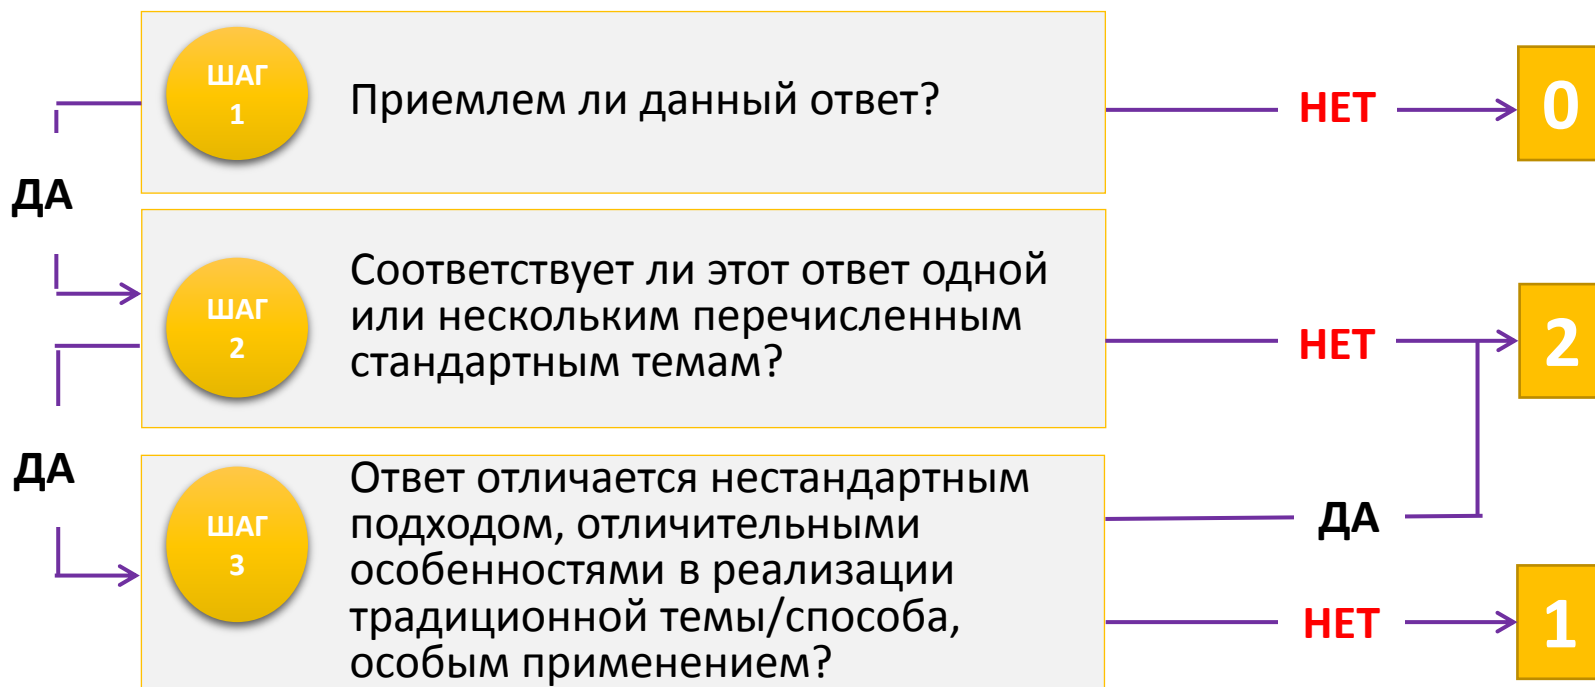 ШАГ
1
Приемлем ли данный ответ?
НЕТ
0
ДА
ШАГ
2
Соответствует ли этот ответ одной
или нескольким перечисленным
стандартным темам?
НЕТ
2
ДА
ШАГ
3
Ответ отличается нестандартным
подходом, отличительными
особенностями в реализации
традиционной темы/способа,
особым применением?
ДА
НЕТ
1